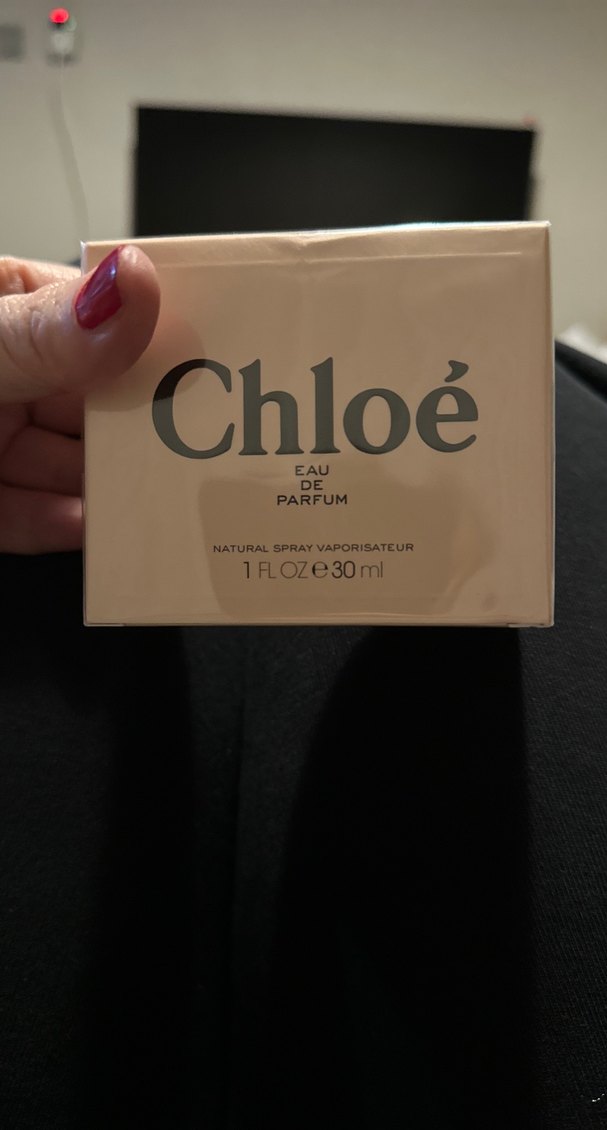 Chloé
EAU
DE
PARFUM
NATURAL SPRAY VAPORISATEUR
1 FL OZ ℮ 30 ml